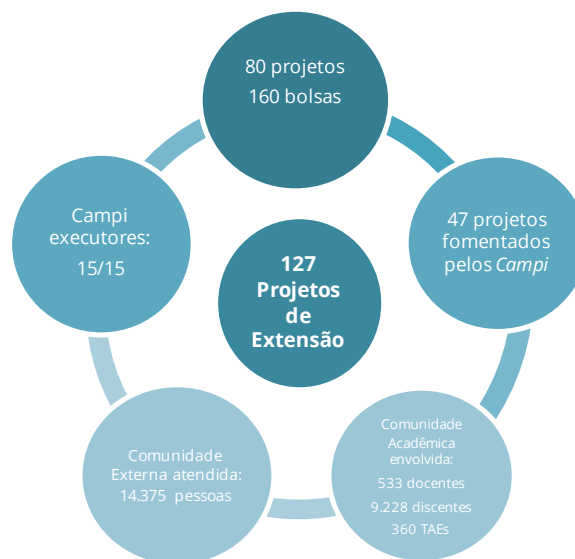 80 projetos
160 bolsas
47 projetos
fomentados
pelos Campi
Comunidade
Acadêmica
envolvida:
533 docentes
9.228 discentes
360 TAEs
Comunidade
Externa atendida:
14.375 pessoas
Campi
executores:
15/15
127
Projetos
de
Extensão